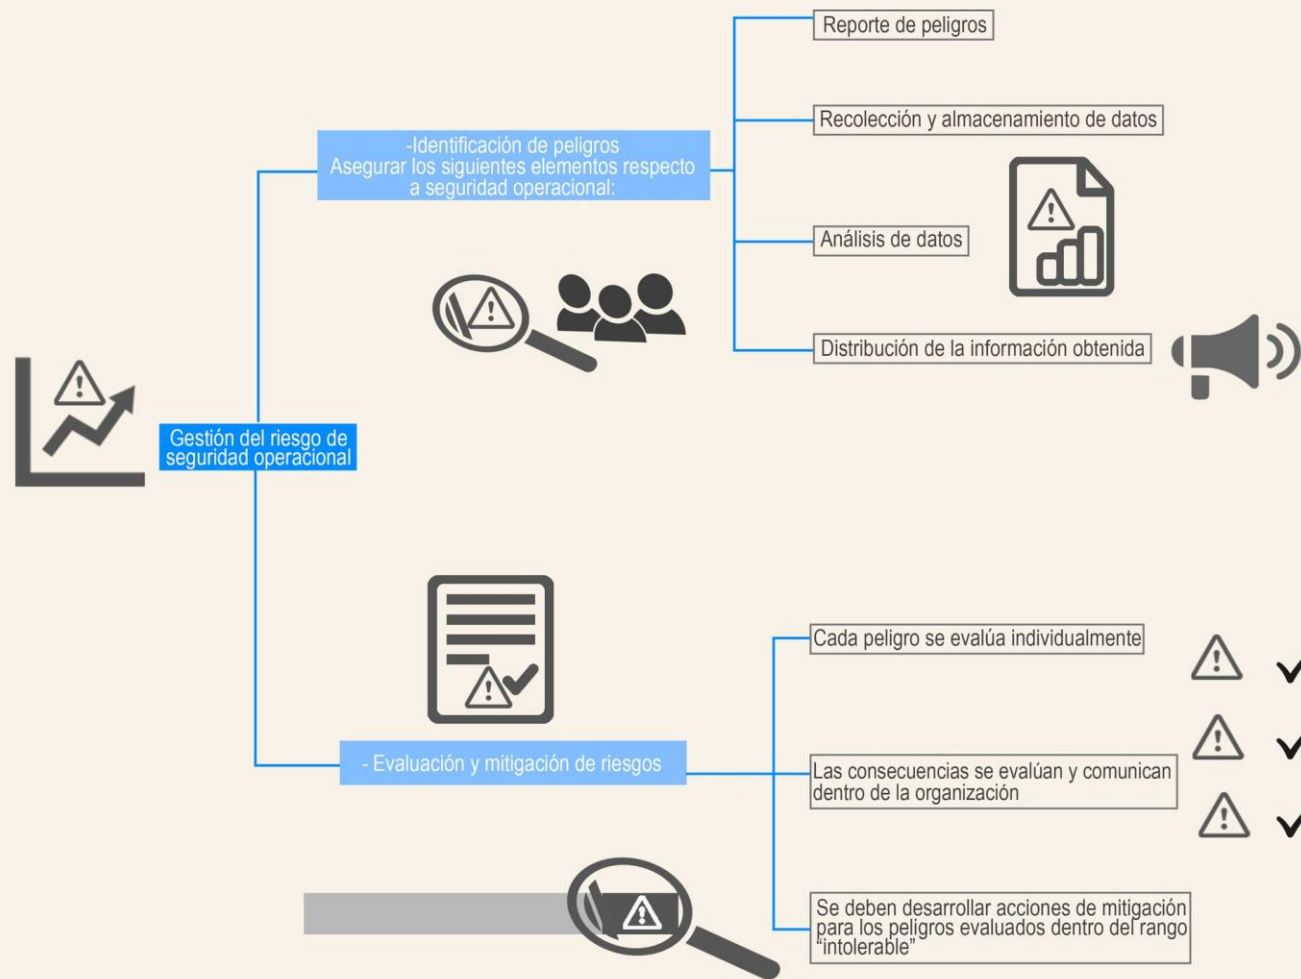 Reporte de peligros
Recolección y almacenamiento de datos
-Identificación de peligros
Asegurar los siguientes elementos respecto
a seguridad operacional:
Análisis de datos
Distribución de la información obtenida
Gestión del riesgo de
seguridad operacional
Cada peligro se evalúa individualmente
- Evaluación y mitigación de riesgos
Las consecuencias se evalúan y comunican
dentro de la organización
Se deben desarrollar acciones de mitigación
para los peligros evaluados dentro del rango
“intolerable”